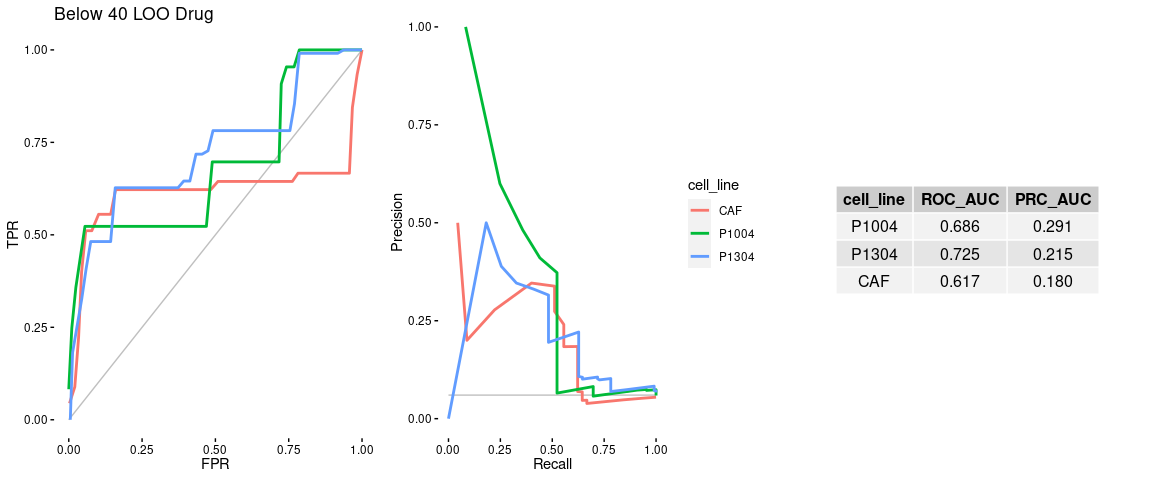 Below 40 LOO Drug
1.00
0.75
0.50
0.25
0.00
TPR
0.00 0.25 0.50 0.75 1.00
FPR
1.00
0.75
0.50
0.25
0.00
Precision
0.00 0.25 0.50 0.75 1.00
Recall
cell_line
CAF
P1004
P1304
cell_line ROC_AUC PRC_AUC
P1004 0.686 0.291
P1304 0.725 0.215
CAF 0.617 0.180